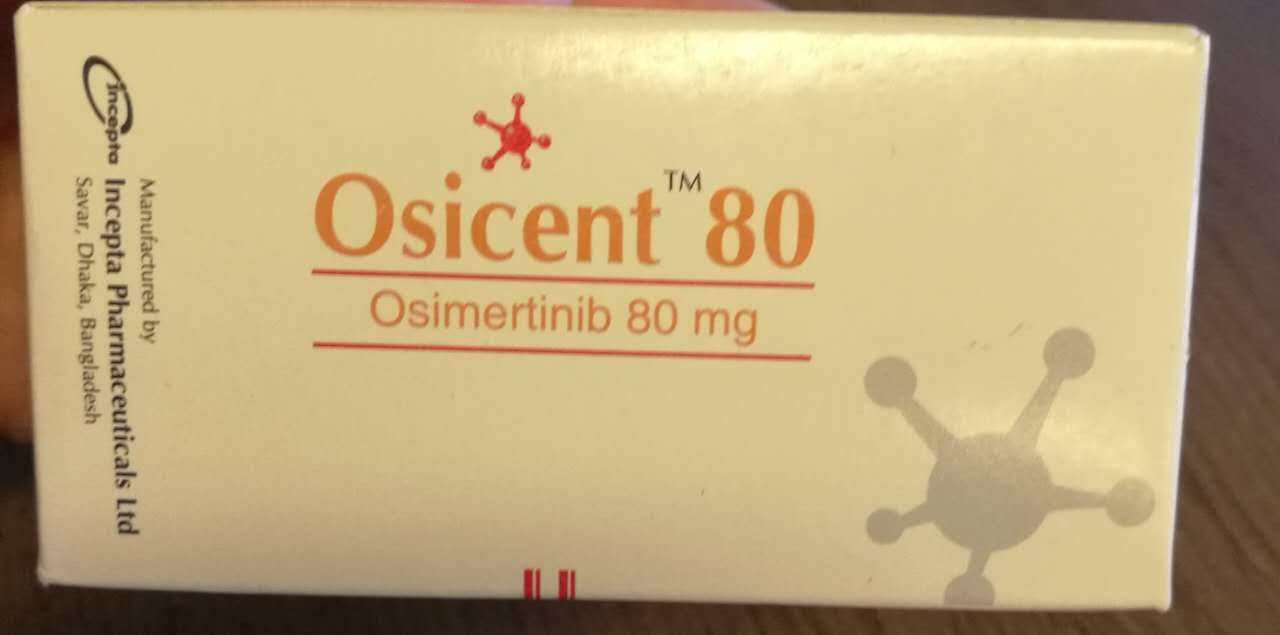 Osicent™ 80
Osimertinib 80 mg
Manufactured by
incepta Incepta Pharmaceuticals Ltd
Savar, Dhaka, Bangladesh